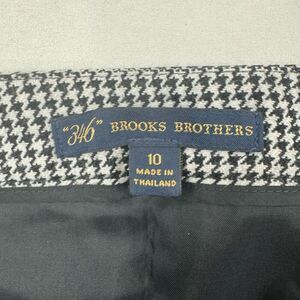 "346" BROOKS BROTHERS
10
MADE IN
THAILAND